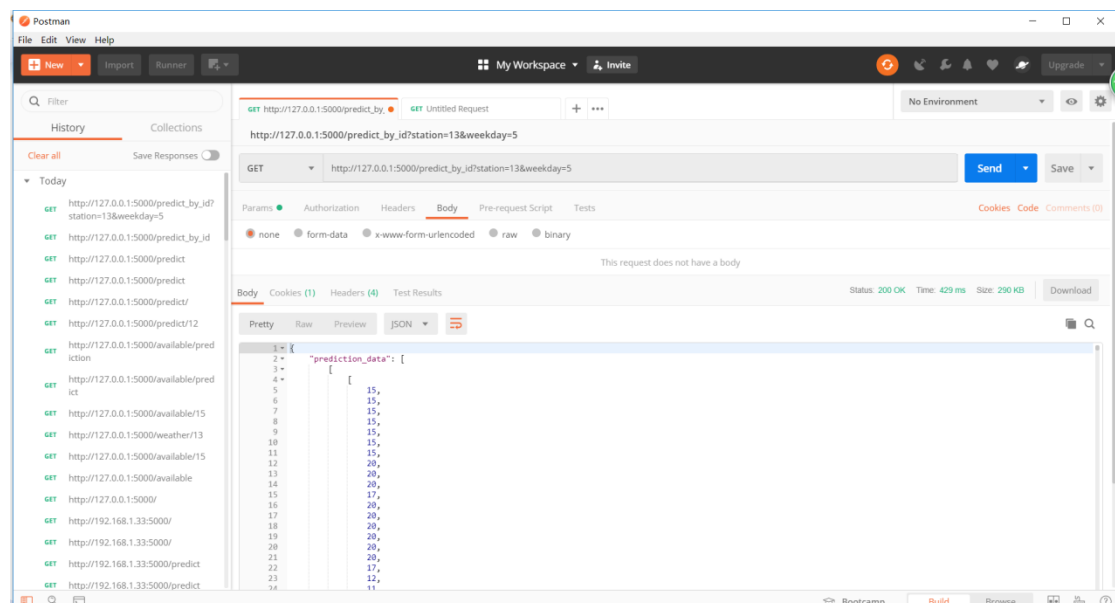 Postman
File Edit View Help
New Import Runner My Workspace Invite Upgrade
Filter
History Collections
Clear all Save Responses
Today
GET http://127.0.0.1:5000/predict_by_id?
station=13&weekday=5
GET http://127.0.0.1:5000/predict_by_id
GET http://127.0.0.1:5000/predict
GET http://127.0.0.1:5000/predict
GET http://127.0.0.1:5000/predict/
GET http://127.0.0.1:5000/predict/12
GET http://127.0.0.1:5000/available/pred
iction
GET http://127.0.0.1:5000/available/pred
ict
GET http://127.0.0.1:5000/available/15
GET http://127.0.0.1:5000/weather/13
GET http://127.0.0.1:5000/available/15
GET http://127.0.0.1:5000/available
GET http://127.0.0.1:5000/
GET http://192.168.1.33:5000/
GET http://192.168.1.33:5000/
GET http://192.168.1.33:5000/predict
GET http://192.168.1.33:5000/predict
GET http://127.0.0.1:5000/predict_by_ GET Untitled Request + ••• No Environment
http://127.0.0.1:5000/predict_by_id?station=13&weekday=5
GET http://127.0.0.1:5000/predict_by_id?station=13&weekday=5 Send Save
Params Authorization Headers Body Pre-request Script Tests Cookies Code Comments (0)
none form-data x-www-form-urlencoded raw binary
This request does not have a body
Body Cookies (1) Headers (4) Test Results Status: 200 OK Time: 429 ms Size: 290 KB Download
Pretty Raw Preview JSON
1 {
2 "prediction_data": [
3 [
4 [
5 15,
6 15,
7 15,
8 15,
9 15,
10 15,
11 15,
12 20,
13 20,
14 20,
15 17,
16 20,
17 20,
18 20,
19 20,
20 20,
21 20,
22 17,
23 12,
24 11
Bootcamp Build Browse